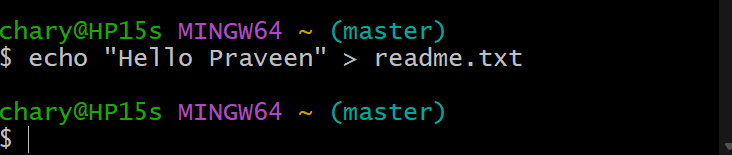 chary@HP15s MINGW64 ~ (master)
$ echo "Hello Praveen" > readme.txt
chary@HP15s MINGW64 ~ (master)
$